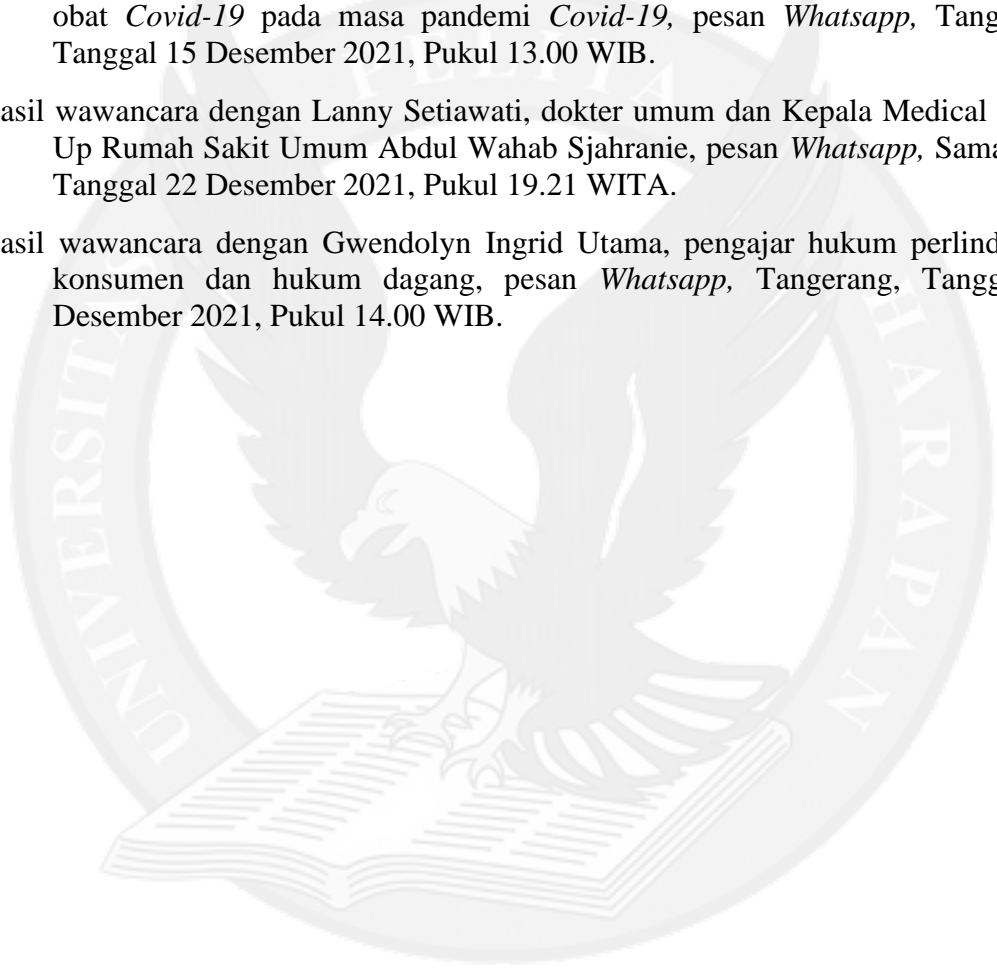 obat Covid-19 pada masa pandemi Covid-19, pesan Whatsapp, Tang
Tanggal 15 Desember 2021, Pukul 13.00 WIB.
asil wawancara dengan Lanny Setiawati, dokter umum dan Kepala Medical
Up Rumah Sakit Umum Abdul Wahab Sjahranie, pesan Whatsapp, Sama
Tanggal 22 Desember 2021, Pukul 19.21 WITA.
asil wawancara dengan Gwendolyn Ingrid Utama, pengajar hukum perlind
konsumen dan hukum dagang, pesan Whatsapp, Tangerang, Tangg
Desember 2021, Pukul 14.00 WIB.
UNIVERSITAS PELITA HARAPAN